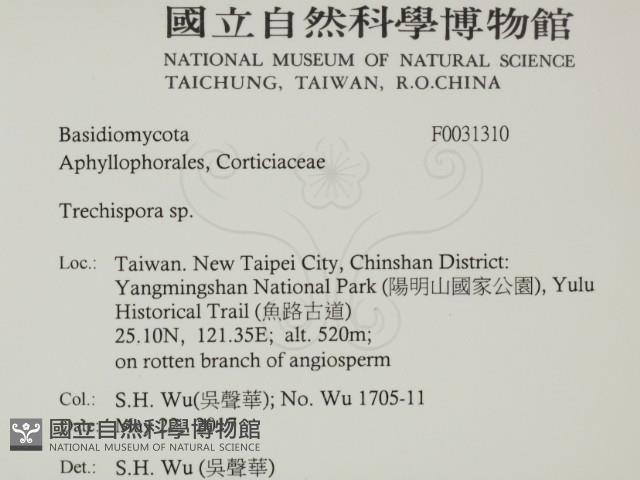 國立自然科學博物館
NATIONAL MUSEUM OF NATURAL SCIENCE
TAICHUNG, TAIWAN, R.O.CHINA
Basidiomycota F0031310
Aphyllophorales, Corticiaceae
Trechispora sp.
Loc.: Taiwan. New Taipei City, Chinshan District:
Yangmingshan National Park (陽明山國家公園), Yulu
Historical Trail (魚路古道)
25.10N, 121.35E; alt. 520m;
on rotten branch of angiosperm
Col.: S.H. Wu(吳聲華); No. Wu 1705-11
Date: May 2017
國立自然科學博物館
NATIONAL MUSEUM OF NATURAL SCIENCE
Det.: S.H. Wu (吳聲華)